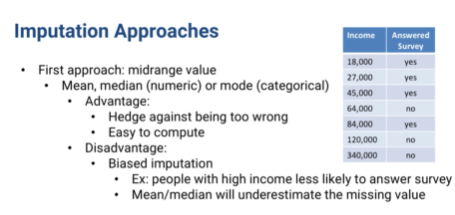 Imputation Approaches
• First approach: midrange value
• Mean, median (numeric) or mode (categorical)
• Advantage:
• Hedge against being too wrong
• Easy to compute
• Disadvantage:
• Biased imputation
• Ex: people with high income less likely to answer survey
• Mean/median will underestimate the missing value
Income Answered
Survey
18,000 yes
27,000 yes
45,000 yes
64,000 no
84,000 yes
120,000 no
340,000 no